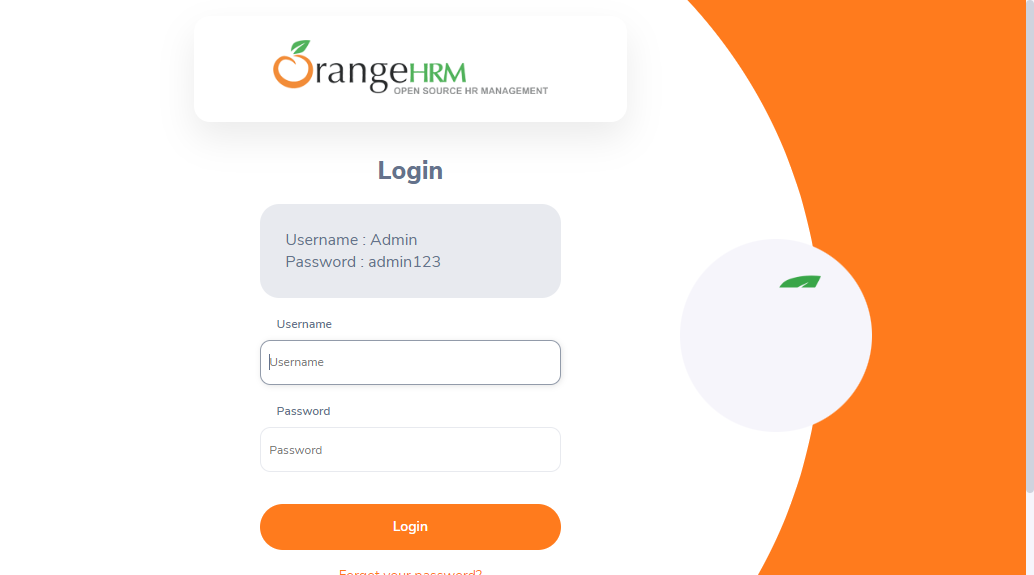 OrangeHRM
OPEN SOURCE HR MANAGEMENT
Login
Username : Admin
Password : admin123
Username
Username
Password
Password
Login
Forgot your password?